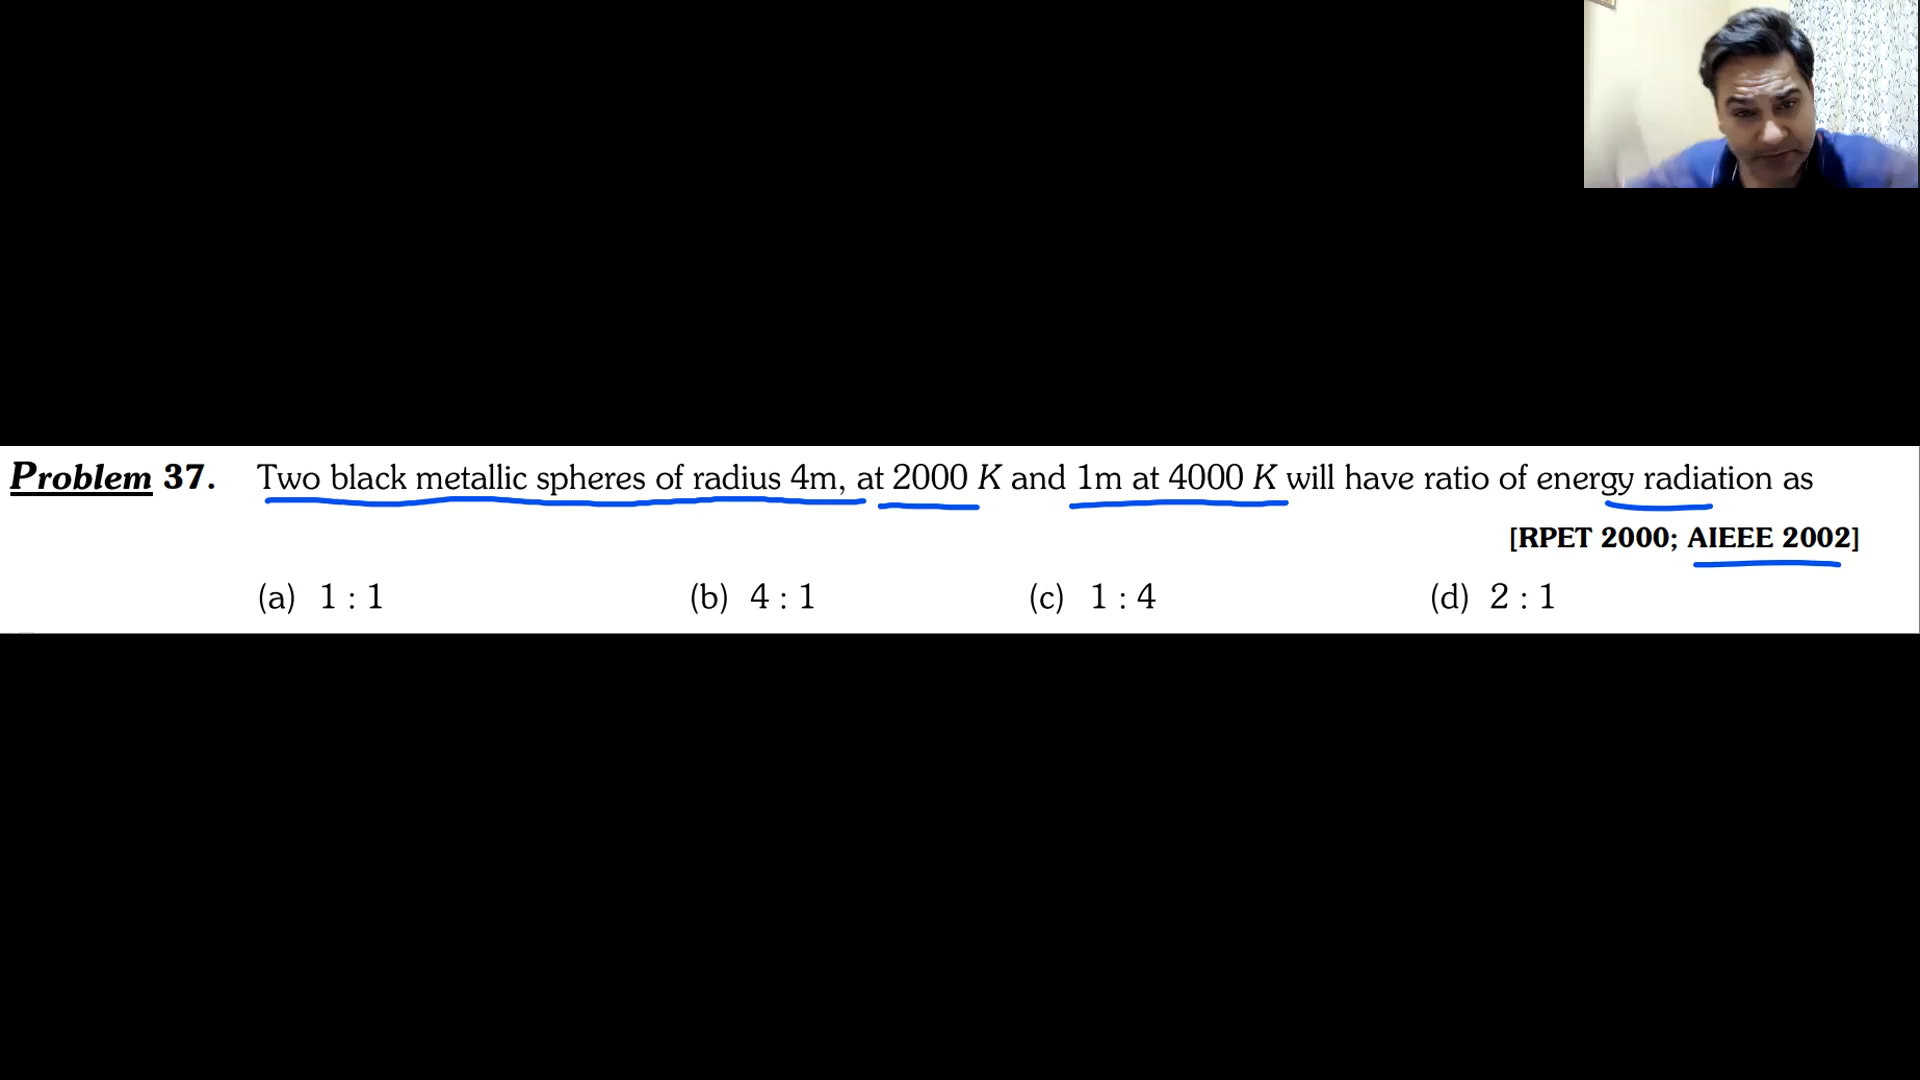 Problem 37. Two black metallic spheres of radius 4m, at 2000 K and 1m at 4000 K will have ratio of energy radiation as
[RPET 2000; AIEEE 2002]
(a) 1 : 1 (b) 4 : 1 (c) 1 : 4 (d) 2 : 1